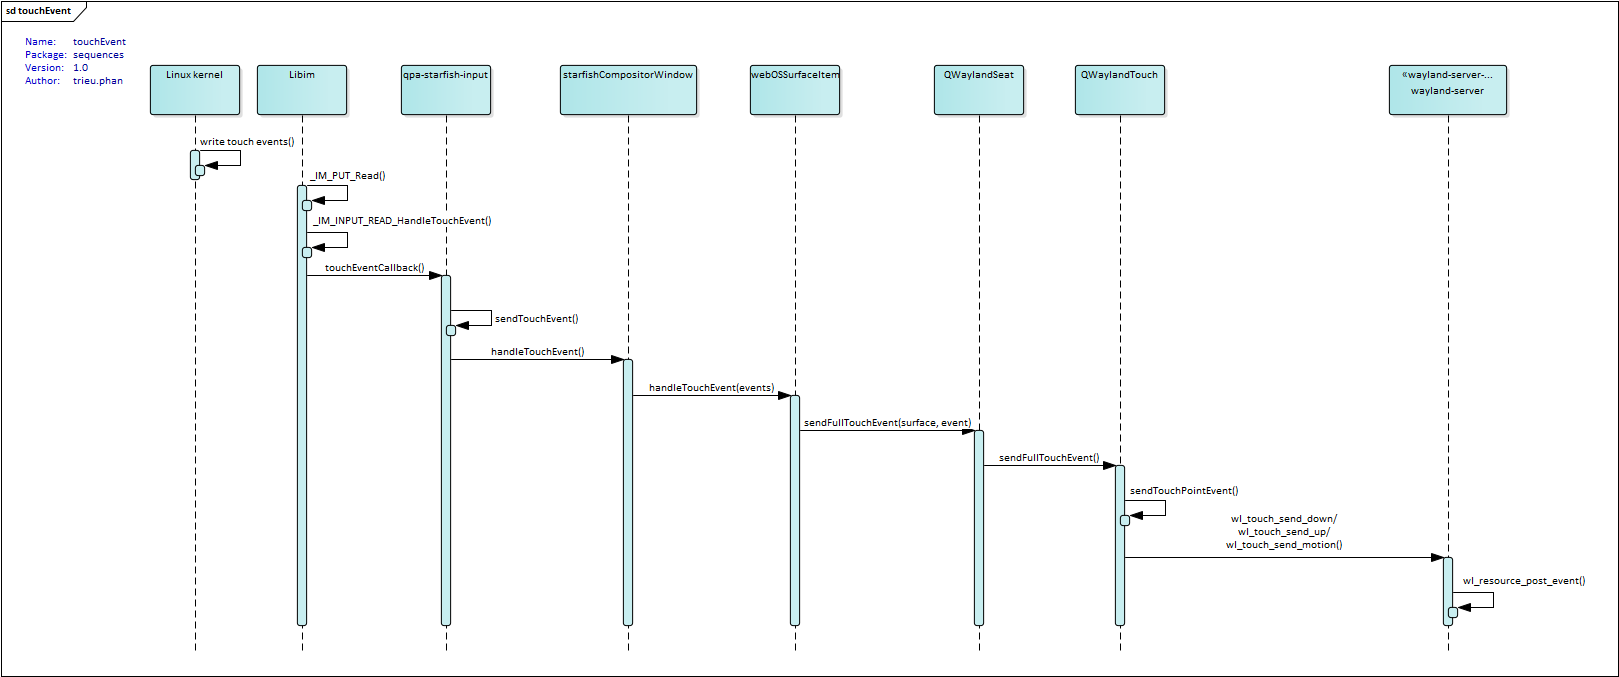 sd touchEvent
Name: touchEvent
Package: sequences
Version: 1.0
Author: trieu.phan
Linux kernel
Libim
qpa-starfish-input
starfishCompositorWindow
webOSSurfaceItem
QWaylandSeat
QWaylandTouch
«wayland-server-...
wayland-server
write touch events()
_IM_PUT_Read()
_IM_INPUT_READ_HandleTouchEvent()
touchEventCallback()
sendTouchEvent()
handleTouchEvent()
handleTouchEvent(events)
sendFullTouchEvent(surface, event)
sendFullTouchEvent()
sendTouchPointEvent()
wl_touch_send_down/
wl_touch_send_up/
wl_touch_send_motion()
wl_resource_post_event()